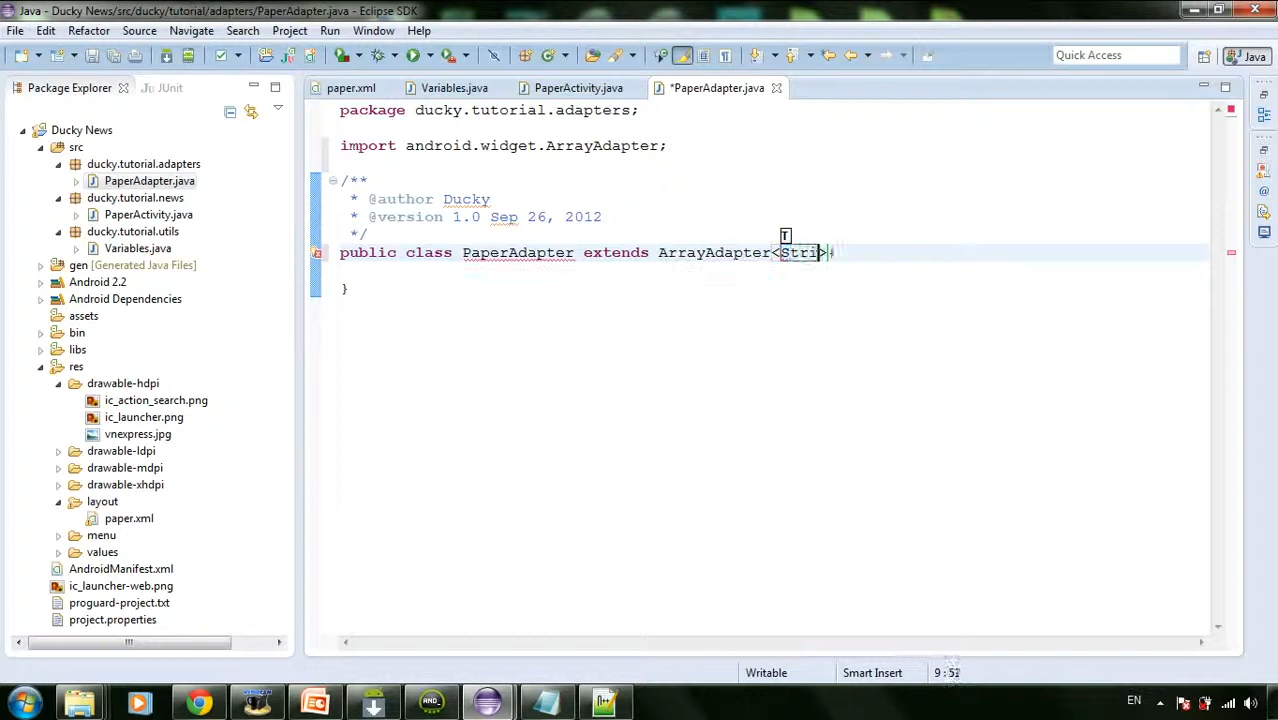 Java - Ducky News/src/ducky/tutorial/adapters/PaperAdapter.java - Eclipse SDK
File Edit Refactor Source Navigate Search Project Run Window Help
Quick Access
Java
Package Explorer
JUnit
paper.xml
Variables.java
PaperActivity.java
*PaperAdapter.java
Ducky News
src
ducky.tutorial.adapters
PaperAdapter.java
ducky.tutorial.news
PaperActivity.java
ducky.tutorial.utils
Variables.java
gen [Generated Java Files]
Android 2.2
Android Dependencies
assets
bin
libs
res
drawable-hdpi
ic_action_search.png
ic_launcher.png
vnexpress.jpg
drawable-ldpi
drawable-mdpi
drawable-xhdpi
layout
paper.xml
menu
values
AndroidManifest.xml
ic_launcher-web.png
proguard-project.txt
project.properties
package ducky.tutorial.adapters;
import android.widget.ArrayAdapter;
/**
* @author Ducky
* @version 1.0 Sep 26, 2012
*/
T
public class PaperAdapter extends ArrayAdapter<Stri>
}
Writable
Smart Insert
9 : 51
EN